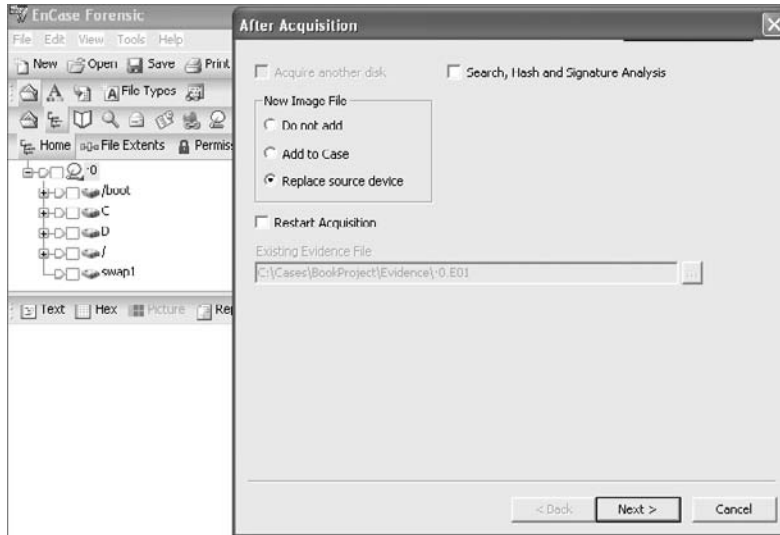 EnCase Forensic
File Edit View Tools Help
New Open Save Print
File Types
Home File Extents Permis
0
/boot
C
D
/
swap1
Text Hex Picture Rep
After Acquisition
Acquire another disk
Search, Hash and Signature Analysis
New Image File
Do not add
Add to Case
Replace source device
Restart Acquisition
Existing Evidence File
C:\Cases\BookProject\Evidence\-0.E01
...
< Back
Next >
Cancel